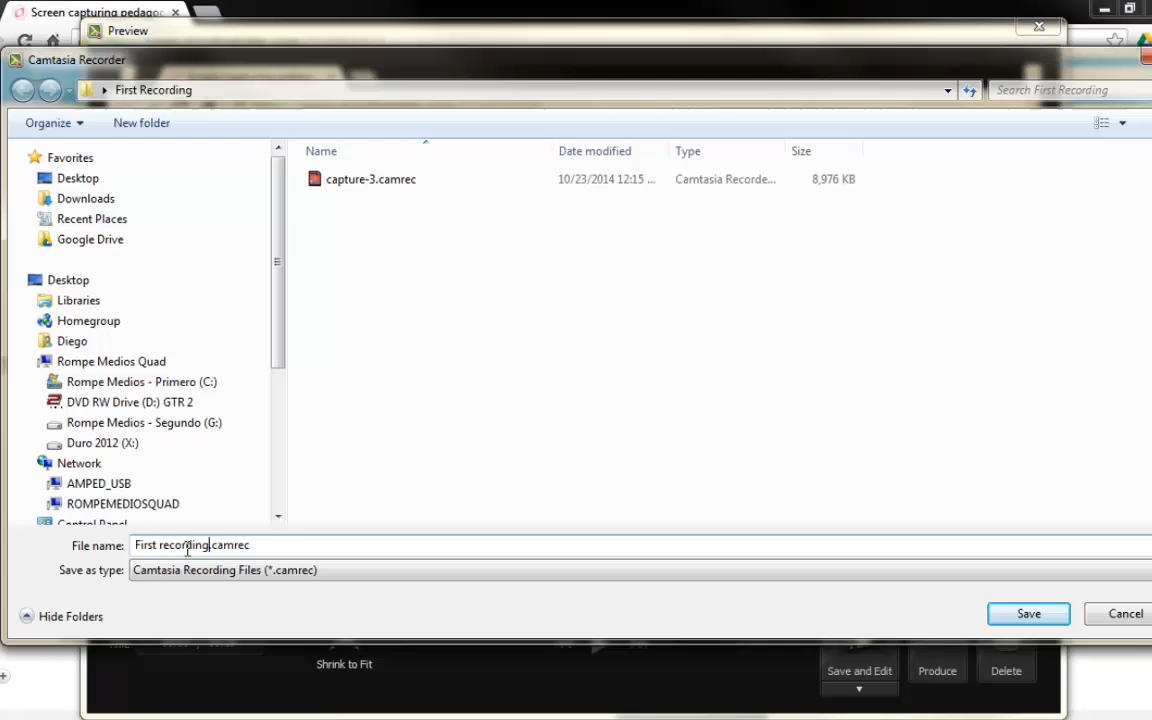 Screen capturing pedagog
Preview
Camtasia Recorder
First Recording
Search First Recording
Organize
New folder
Name
Date modified
Type
Size
capture-3.camrec
10/23/2014 12:15 ...
Camtasia Recorde...
8,976 KB
Favorites
Desktop
Downloads
Recent Places
Google Drive
Desktop
Libraries
Homegroup
Diego
Rompe Medios Quad
Rompe Medios - Primero (C:)
DVD RW Drive (D:) GTR 2
Rompe Medios - Segundo (G:)
Duro 2012 (X:)
Network
AMPED_USB
ROMPEMEDIOSQUAD
Control Panel
File name:
First recording.camrec
Save as type:
Camtasia Recording Files (*.camrec)
Hide Folders
Save
Cancel
Shrink to Fit
Save and Edit
Produce
Delete